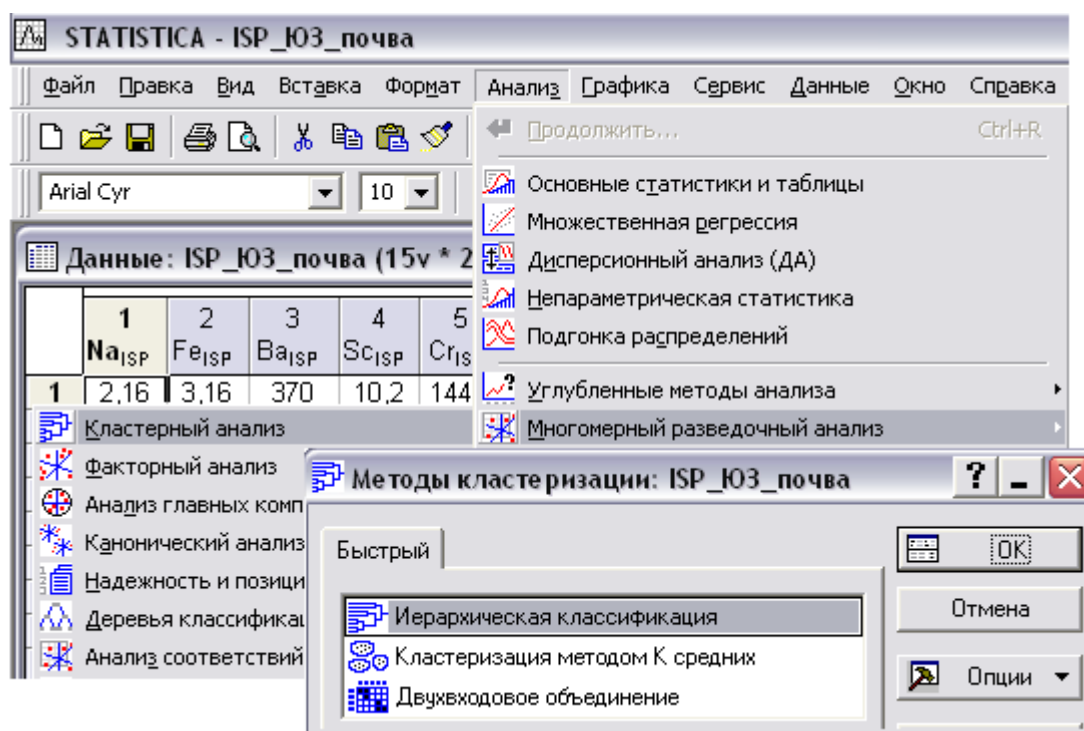 STATISTICA - ISP_ЮЗ_почва
Файл Правка Вид Вставка Формат Анализ Графика Сервис Данные Окно Справка
Продолжить... Ctrl+R
Arial Cyr 10
Основные статистики и таблицы
Множественная регрессия
Дисперсионный анализ (ДА)
Непараметрическая статистика
Подгонка распределений
Углубленные методы анализа
Многомерный разведочный анализ
Данные: ISP_ЮЗ_почва (15v * 2
1 2 3 4 5
NaISP FeISP BaISP ScISP CrIS
1 2,16 3,16 370 10,2 144
Кластерный анализ
Факторный анализ
Анализ главных комп
Канонический анализ
Надежность и позици
Деревья классифика
Анализ соответствий
Методы кластеризации: ISP_ЮЗ_почва
Быстрый
Иерархическая классификация
Кластеризация методом К средних
Двухвходовое объединение
OK
Отмена
Опции